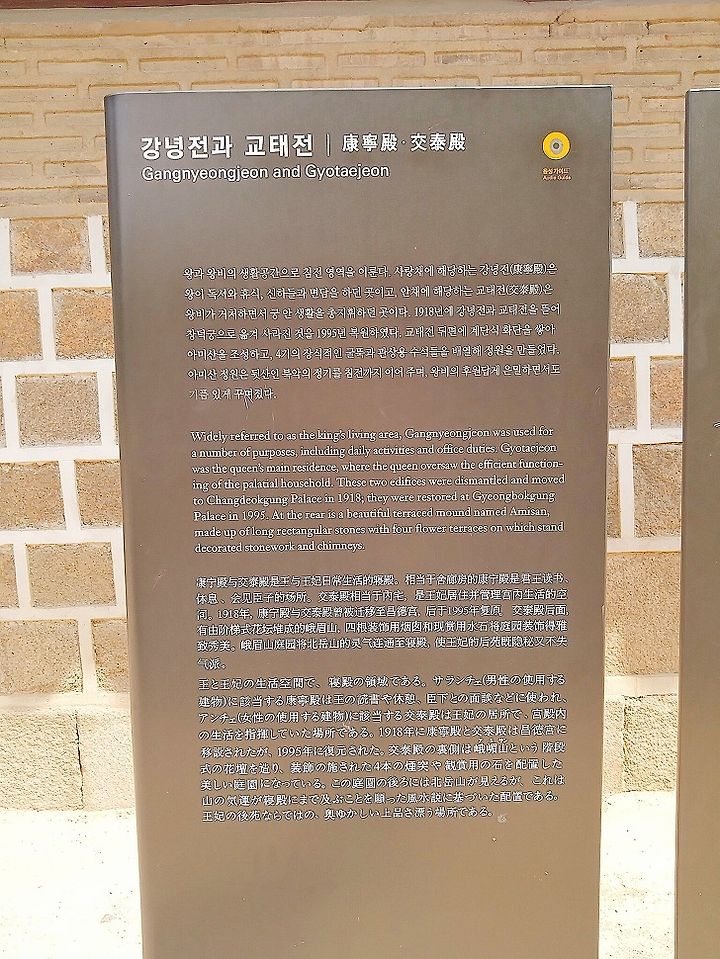 강녕전과 교태전 | 康寧殿·交泰殿
Gangnyeongjeon and Gyotaejeon
음성 가이드
Audio Guide
왕과 왕비의 생활공간으로 침전 영역을 이룬다. 사랑채에 해당하는 강녕전(康寧殿)은
왕이 독서와 휴식, 신하들과 면담을 하던 곳이고, 안채에 해당하는 교태전(交泰殿)은
왕비가 거처하면서 궁 안 생활을 총지휘하던 곳이다. 1918년에 강녕전과 교태전을 뜯어
창덕궁으로 옮겨 사라진 것을 1995년 복원하였다. 교태전 뒤편에 계단식 화단을 쌓아
아미산을 조성하고, 4기의 장식적인 굴뚝과 관상용 수석들을 배열해 정원을 만들었다.
아미산 정원은 뒷산인 북악의 정기를 침전까지 이어 주며, 왕비의 후원답게 은밀하면서도
기품 있게 꾸며졌다.
Widely referred to as the king's living area, Gangnyeongjeon was used for
a number of purposes, including daily activities and office duties. Gyotaejeon
was the queen's main residence, where the queen oversaw the efficient function-
ing of the palatial household. These two edifices were dismantled and moved
to Changdeokgung Palace in 1918; they were restored at Gyeongbokgung
Palace in 1995. At the rear is a beautiful terraced mound named Amisan,
made up of long rectangular stones with four flower terraces on which stand
decorated stonework and chimneys.
康宁殿与交泰殿是王与王妃日常生活的寝殿。相当于舍廊房的康宁殿是君王读书、
休息、会见臣子的场所。交泰殿相当于内宅，是王妃居住并管理宫内生活的空
间。1918年，康宁殿与交泰殿曾被迁移至昌德宫，后于1995年复原。交泰殿后面，
有由阶梯式花坛堆成的峨眉山，四根装饰用烟囱和观赏用水石将庭园装饰得雅
致秀美。峨眉山庭园将北岳山的灵气连通至寝殿，使王妃的后苑既隐秘又不失
气派。
王と王妃の生活空間で、寝殿の領域である。サランチェ(男性の使用する
建物)に該当する康寧殿は王の読書や休憩、臣下との面談などに使われ、
アンチェ(女性の使用する建物)に該当する交泰殿は王妃の居所で、宮殿内
の生活を指揮していた場所である。1918年に康寧殿と交泰殿は昌徳宮に
移設されたが、1995年に復元された。交泰殿の裏側は峨嵋山という階段
式の花壇を造り、装飾の施された4本の煙突や観賞用の石を配置した
美しい庭園になっている。この庭園の後ろには北岳山が見えるが、これは
山の気運が寝殿にまで及ぶことを願った風水説に基づいた配置である。
王妃の後苑ならではの、奥ゆかしい上品さ漂う場所である。